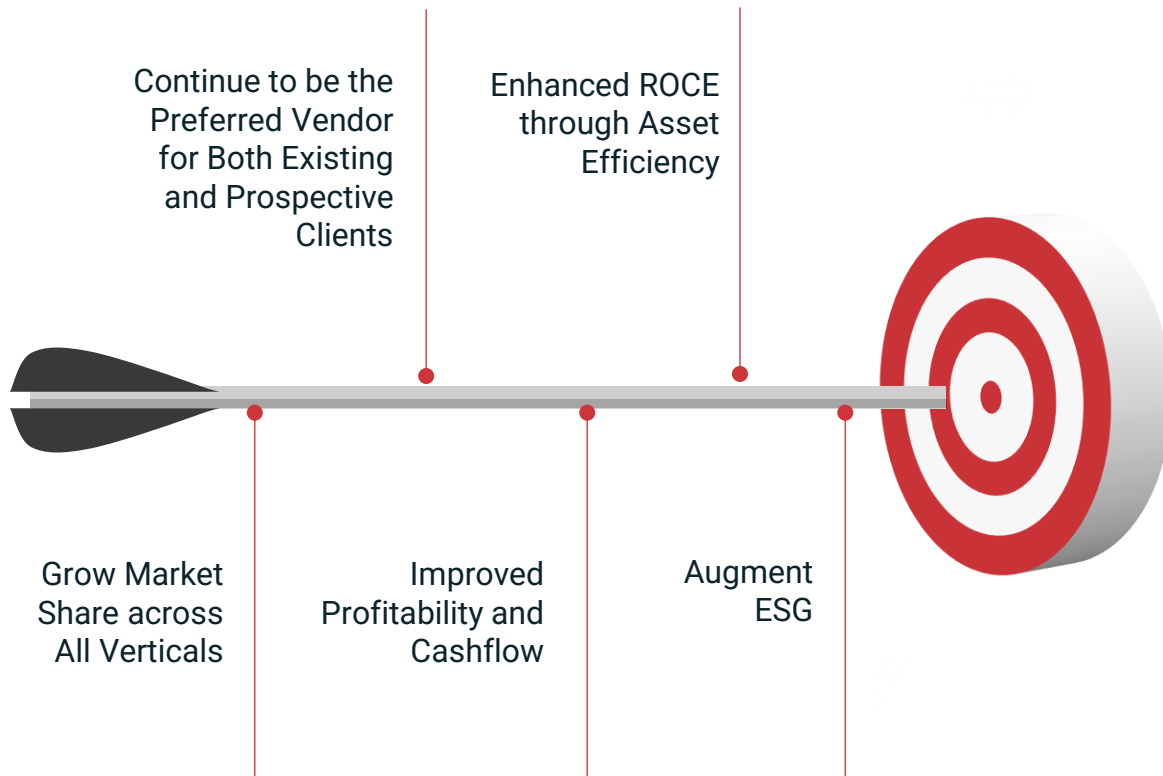 Continue to be the
Preferred Vendor
for Both Existing
and Prospective
Clients
Enhanced ROCE
through Asset
Efficiency
Grow Market
Share across
All Verticals
Improved
Profitability and
Cashflow
Augment
ESG